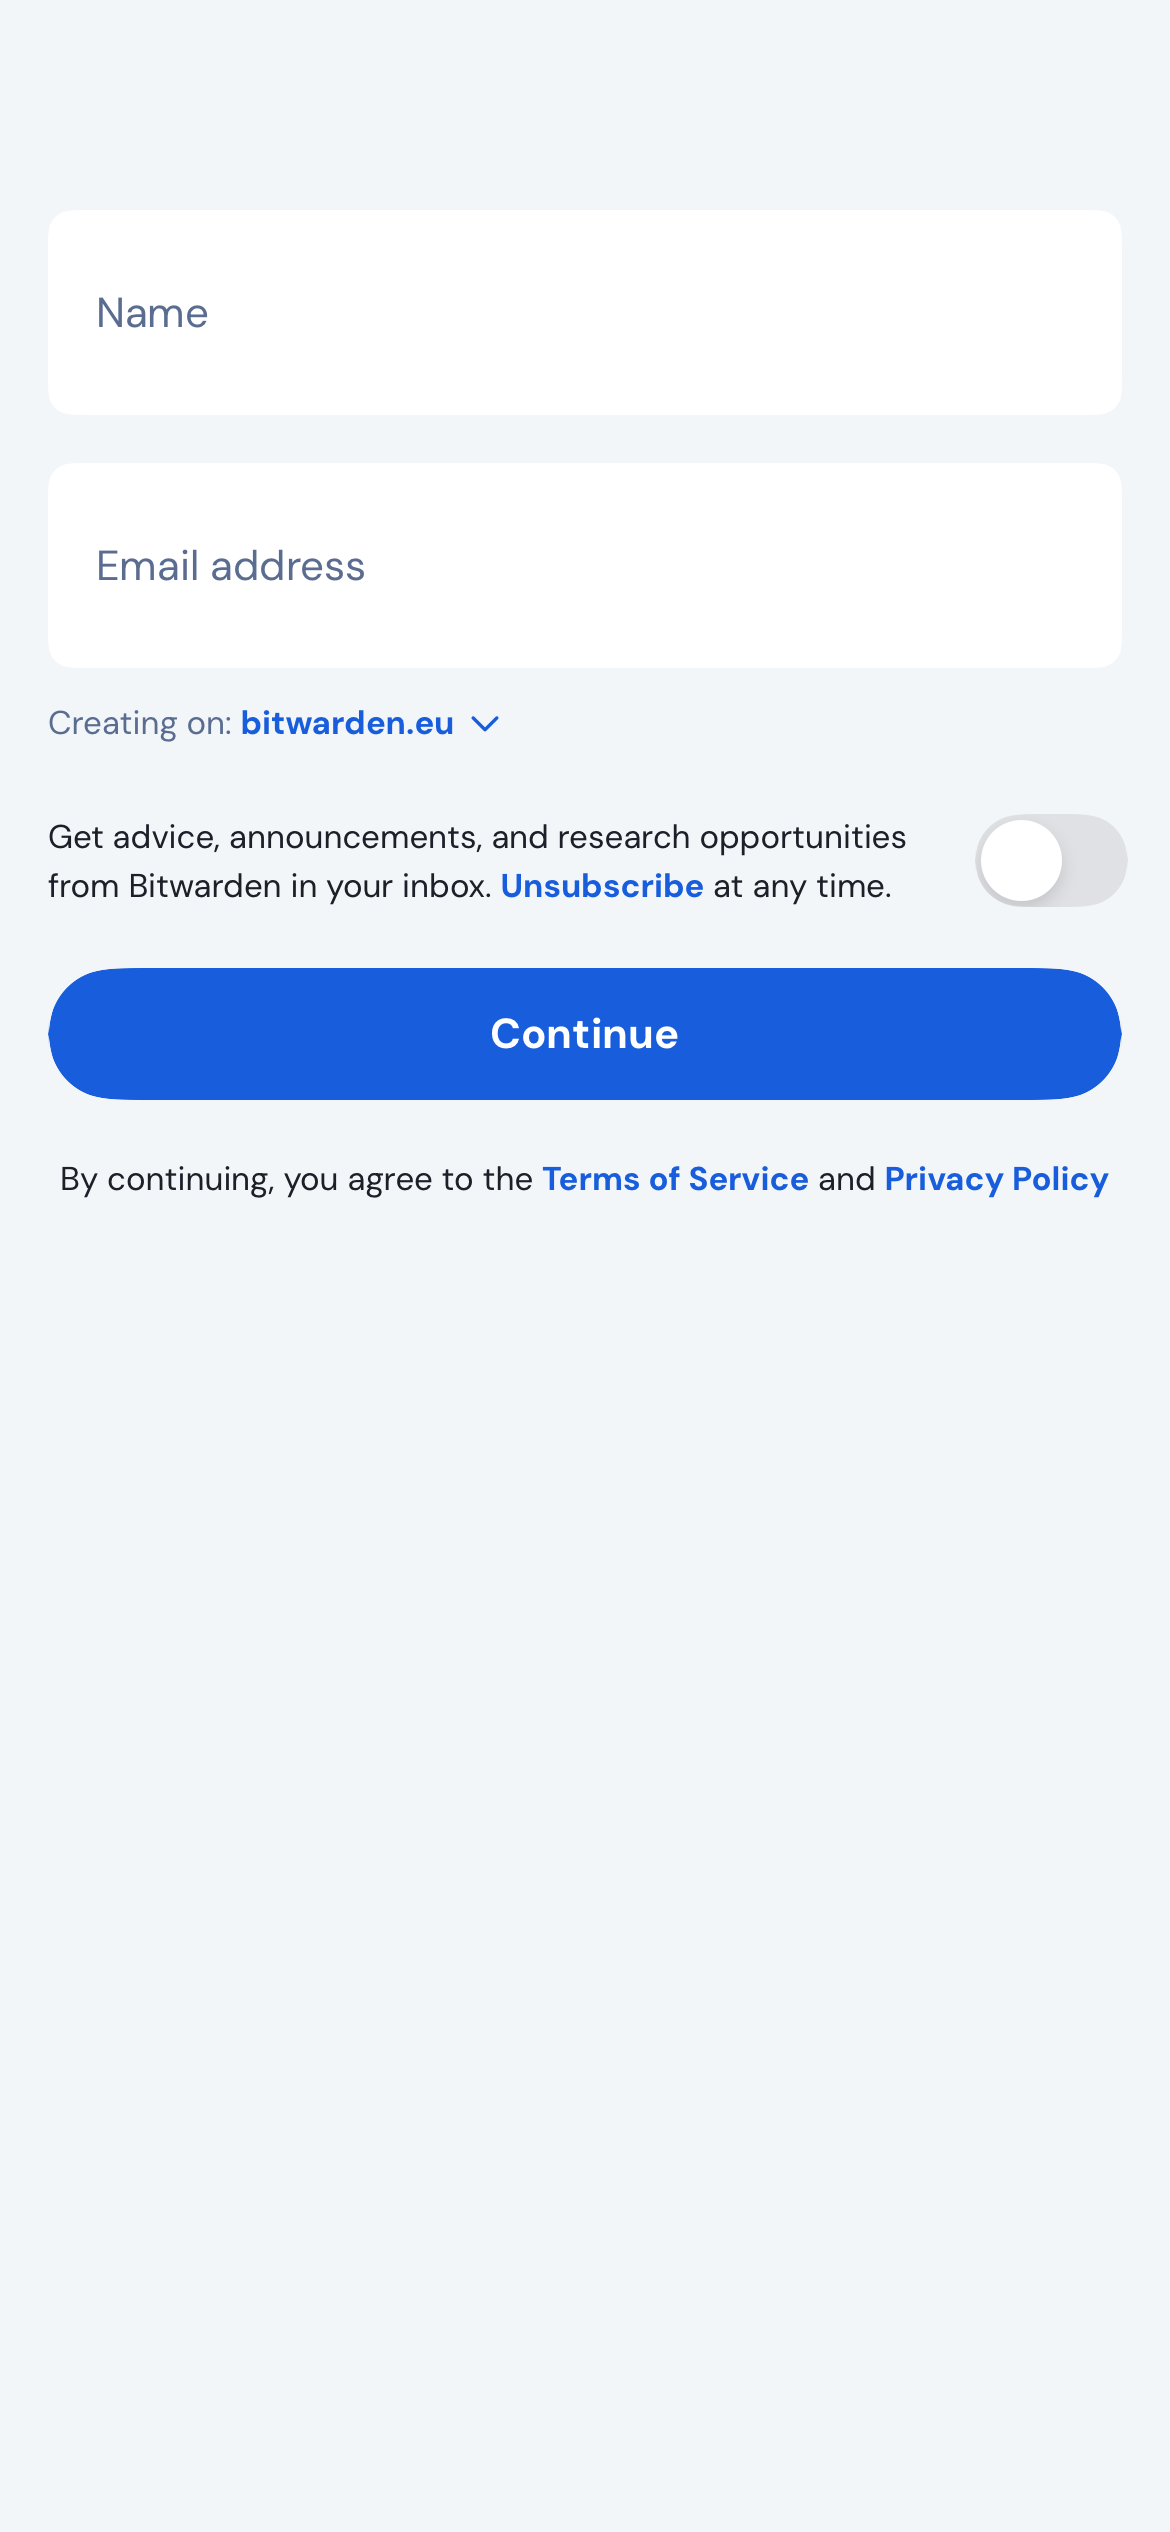 Name
Email address
Creating on: bitwarden.eu
Get advice, announcements, and research opportunities
from Bitwarden in your inbox. Unsubscribe at any time.
Continue
By continuing, you agree to the Terms of Service and Privacy Policy